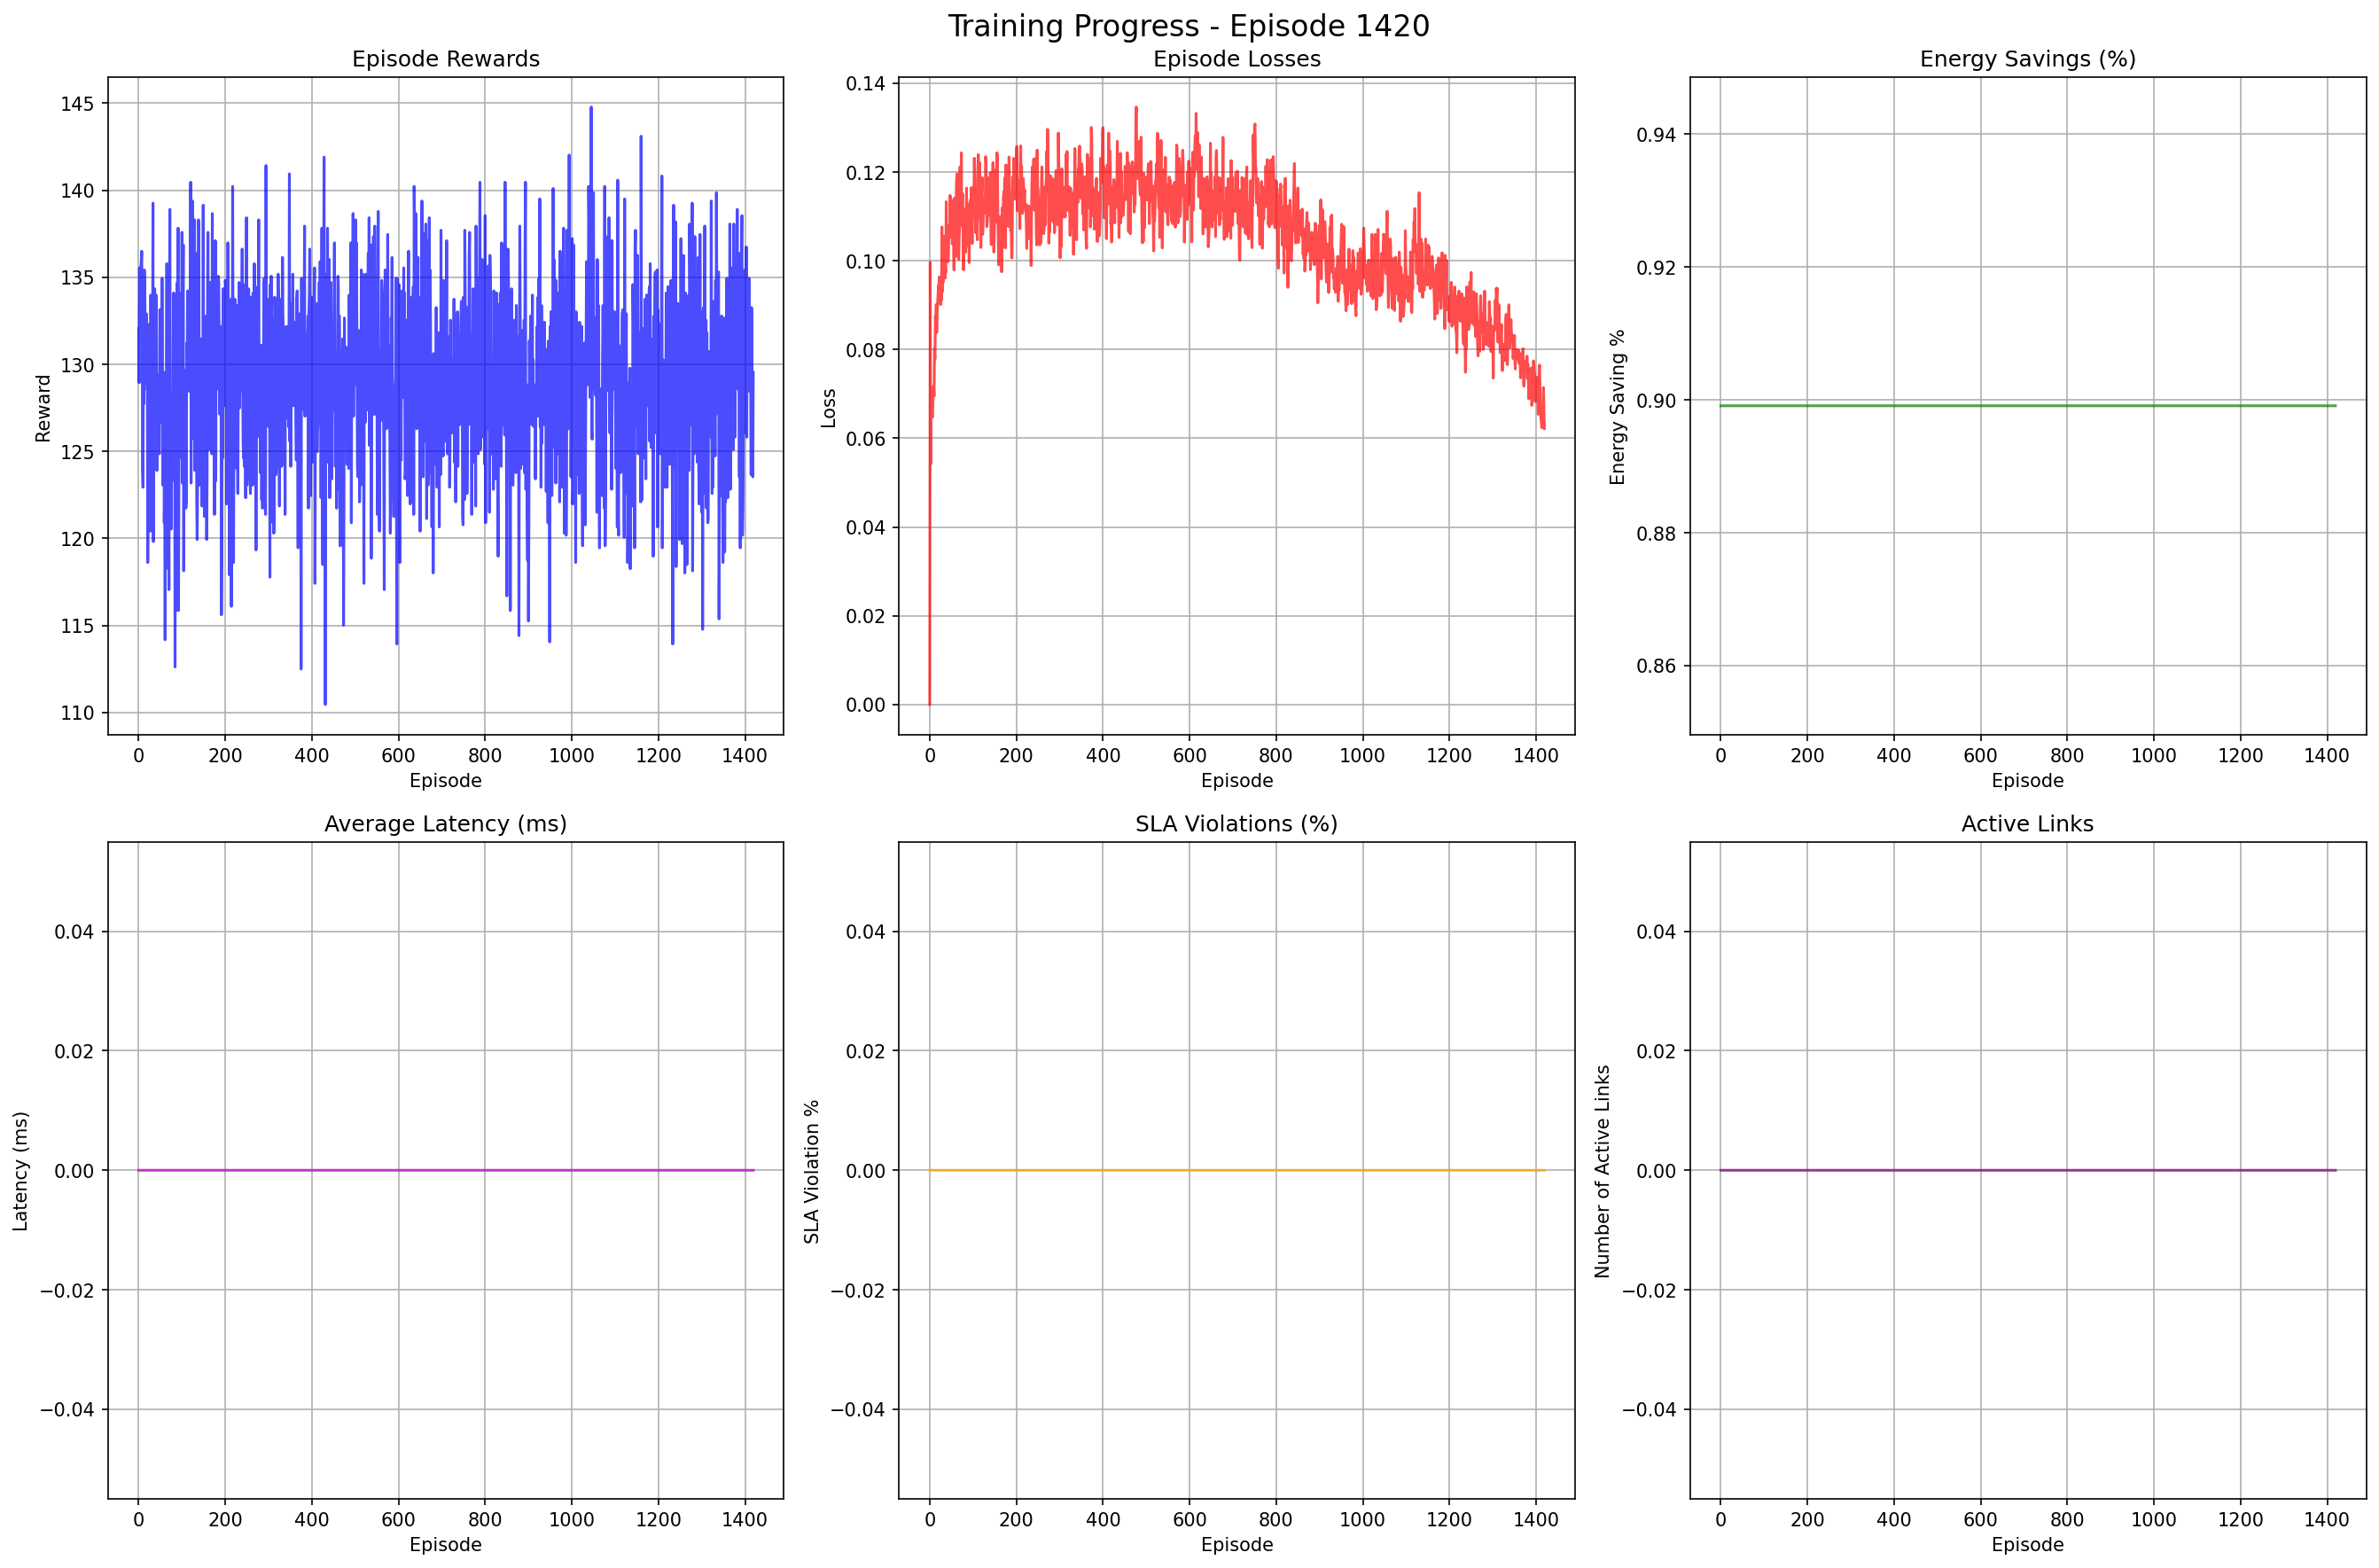 Training Progress - Episode 1420
Episode Rewards
Reward
145
140
135
130
125
120
115
110
0 200 400 600 800 1000 1200 1400
Episode
Episode Losses
Loss
0.14
0.12
0.10
0.08
0.06
0.04
0.02
0.00
0 200 400 600 800 1000 1200 1400
Episode
Energy Savings (%)
Energy Saving %
0.94
0.92
0.90
0.88
0.86
0 200 400 600 800 1000 1200 1400
Episode
Average Latency (ms)
Latency (ms)
0.04
0.02
0.00
−0.02
−0.04
0 200 400 600 800 1000 1200 1400
Episode
SLA Violations (%)
SLA Violation %
0.04
0.02
0.00
−0.02
−0.04
0 200 400 600 800 1000 1200 1400
Episode
Active Links
Number of Active Links
0.04
0.02
0.00
−0.02
−0.04
0 200 400 600 800 1000 1200 1400
Episode